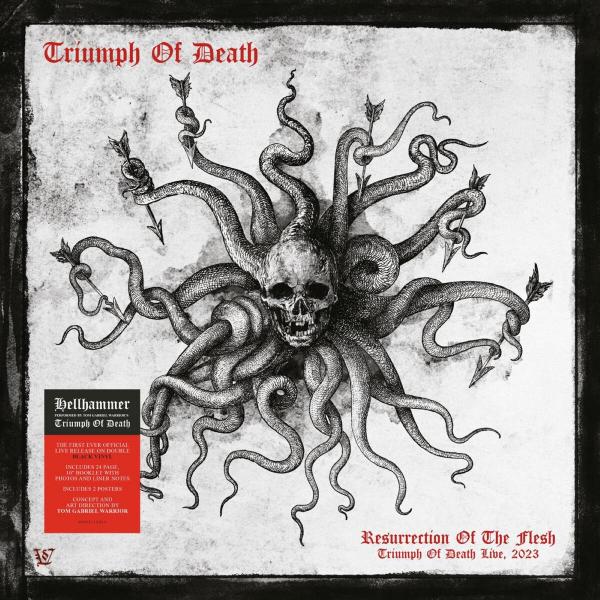 Triumph Of Death
Hellhammer
PERFORMED BY TOM GABRIEL WARRIOR'S
Triumph Of Death
THE FIRST EVER OFFICIAL
LIVE RELEASE ON DOUBLE
BLACK VINYL
INCLUDES 24 PAGE,
10" BOOKLET WITH
PHOTOS AND LINER NOTES
INCLUDES 2 POSTERS
CONCEPT AND
ART DIRECTION BY
TOM GABRIEL WARRIOR
Resurrection Of The Flesh
Triumph Of Death Live, 2023